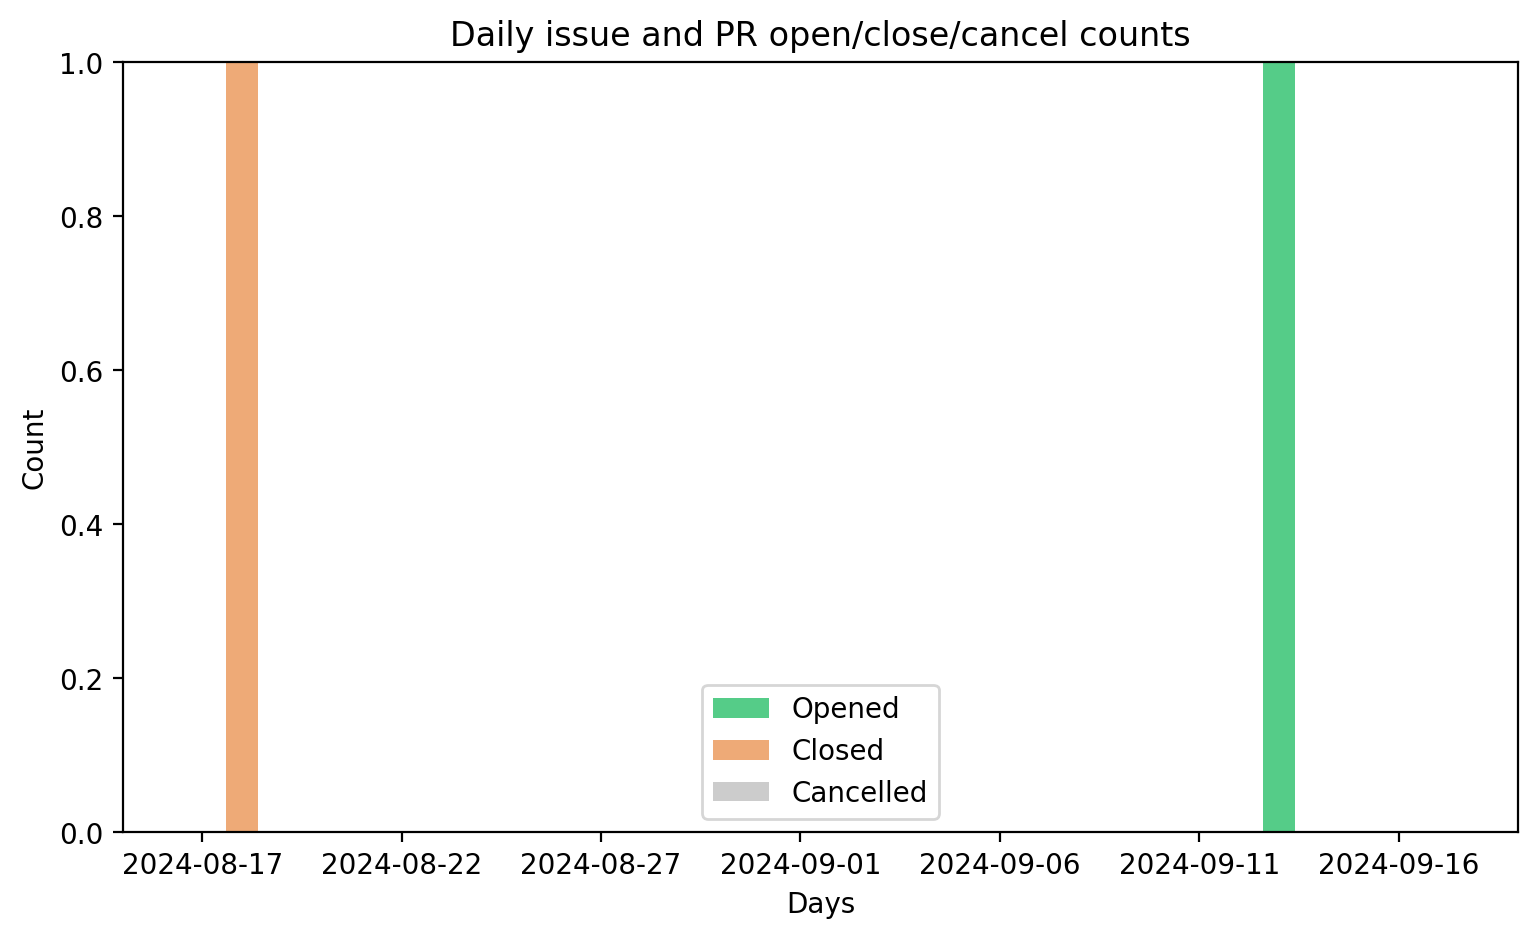 Daily issue and PR open/close/cancel counts
1.0
0.8
0.6
0.4
0.2
0.0
Count
Opened
Closed
Cancelled
2024-08-17 2024-08-22 2024-08-27 2024-09-01 2024-09-06 2024-09-11 2024-09-16
Days